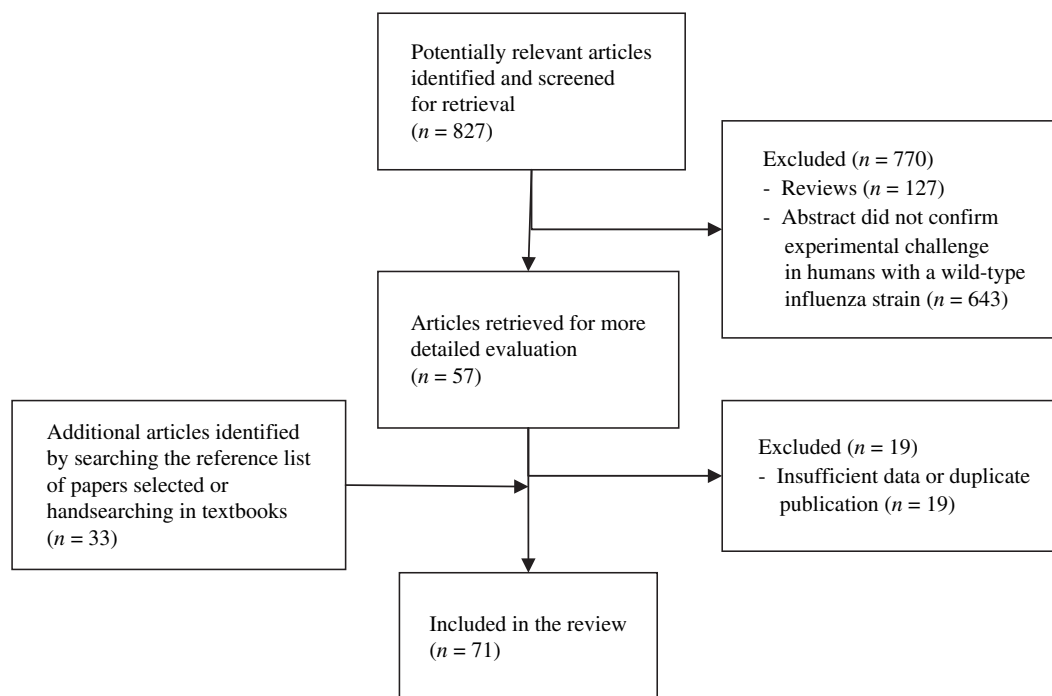 Potentially relevant articles
identified and screened
for retrieval
(n = 827)
Excluded (n = 770)
- Reviews (n = 127)
- Abstract did not confirm
experimental challenge
in humans with a wild-type
influenza strain (n = 643)
Articles retrieved for more
detailed evaluation
(n = 57)
Additional articles identified
by searching the reference list
of papers selected or
handsearching in textbooks
(n = 33)
Excluded (n = 19)
- Insufficient data or duplicate
publication (n = 19)
Included in the review
(n = 71)